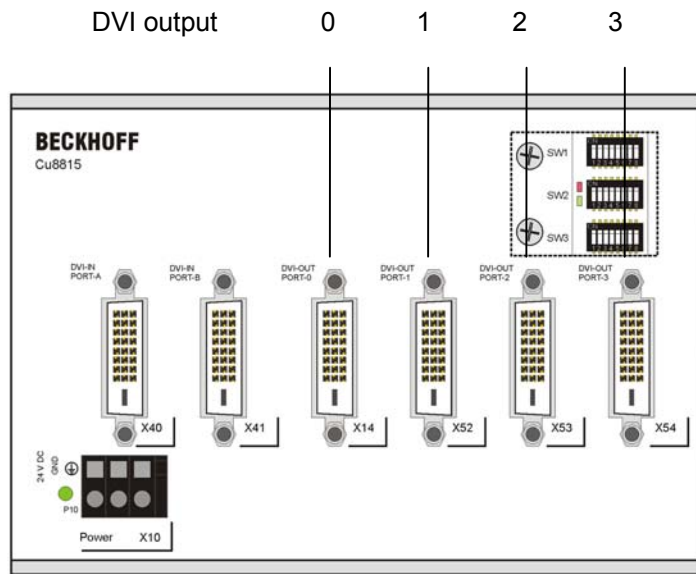 DVI output 0 1 2 3
BECKHOFF
Cu8815
SW1
SW2
SW3
DVI-IN
PORT-A
DVI-IN
PORT-B
DVI-OUT
PORT-0
DVI-OUT
PORT-1
DVI-OUT
PORT-2
DVI-OUT
PORT-3
X40
X41
X14
X52
X53
X54
24 V DC
GND
P10
Power X10